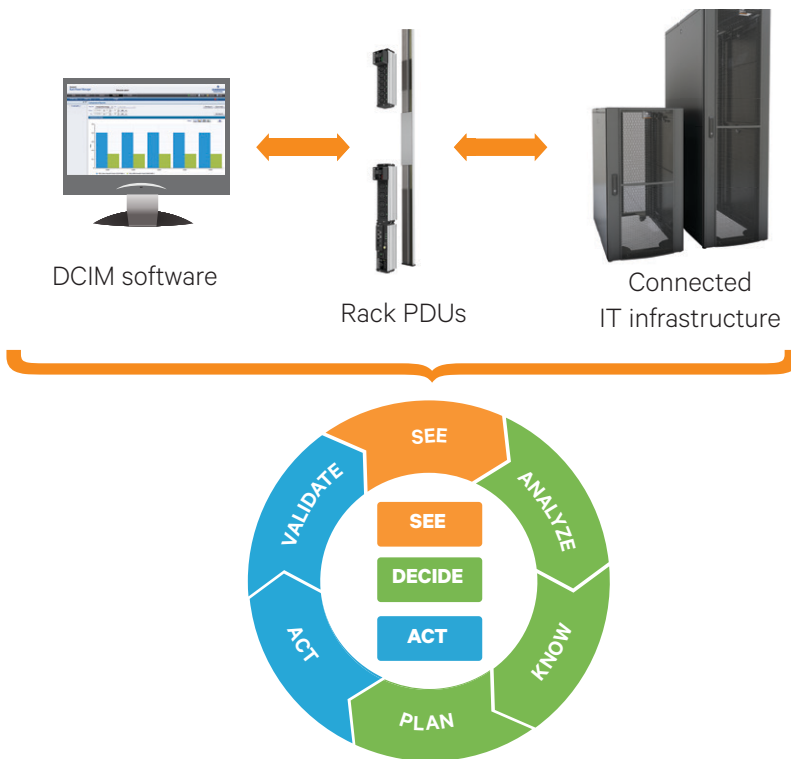 DCIM software
Rack PDUs
Connected
IT infrastructure
SEE
ANALYZE
KNOW
PLAN
ACT
VALIDATE
SEE
DECIDE
ACT